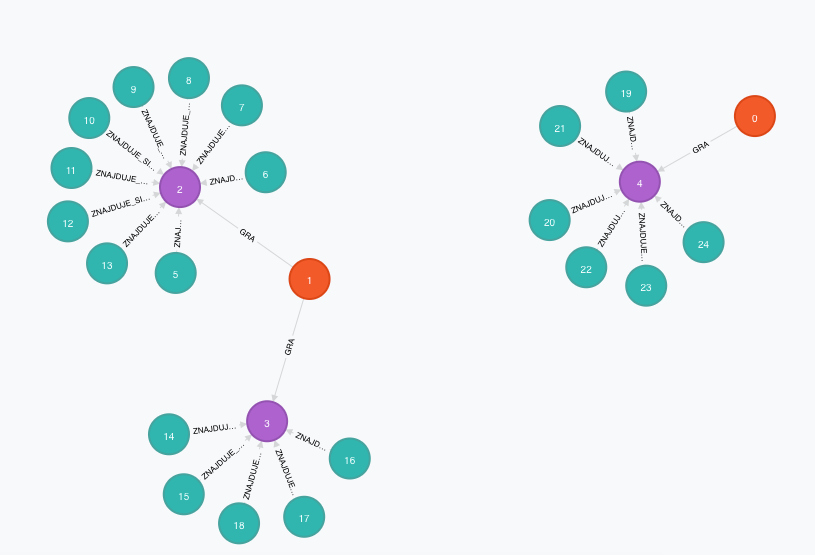 8
9
7
10
ZNAJDUJE_...
ZNAJDUJE...
ZNAJDUJE_SI...
ZNAJDUJE...
11
ZNAJDUJE_...
6
ZNAJD...
2
12
ZNAJDUJE_SI...
13
ZNAJDUJE...
ZNAJ...
5
GRA
1
GRA
3
14
ZNAJDUJ...
ZNAJD...
16
15
ZNAJDUJE...
ZNAJDUJE...
ZNAJDUJE...
18
17
19
0
21
ZNAJD...
GRA
ZNAJDUJ...
4
20
ZNAJDUJ...
ZNAJD...
24
ZNAJDUJ...
ZNAJDUJE...
22
23